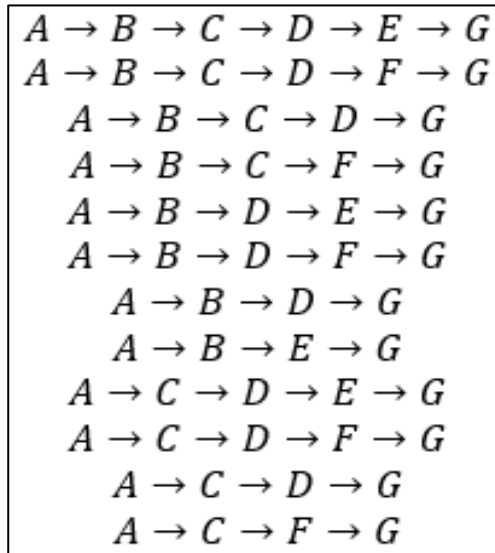 A → B → C → D → E → G
A → B → C → D → F → G
A → B → C → D → G
A → B → C → F → G
A → B → D → E → G
A → B → D → F → G
A → B → D → G
A → B → E → G
A → C → D → E → G
A → C → D → F → G
A → C → D → G
A → C → F → G